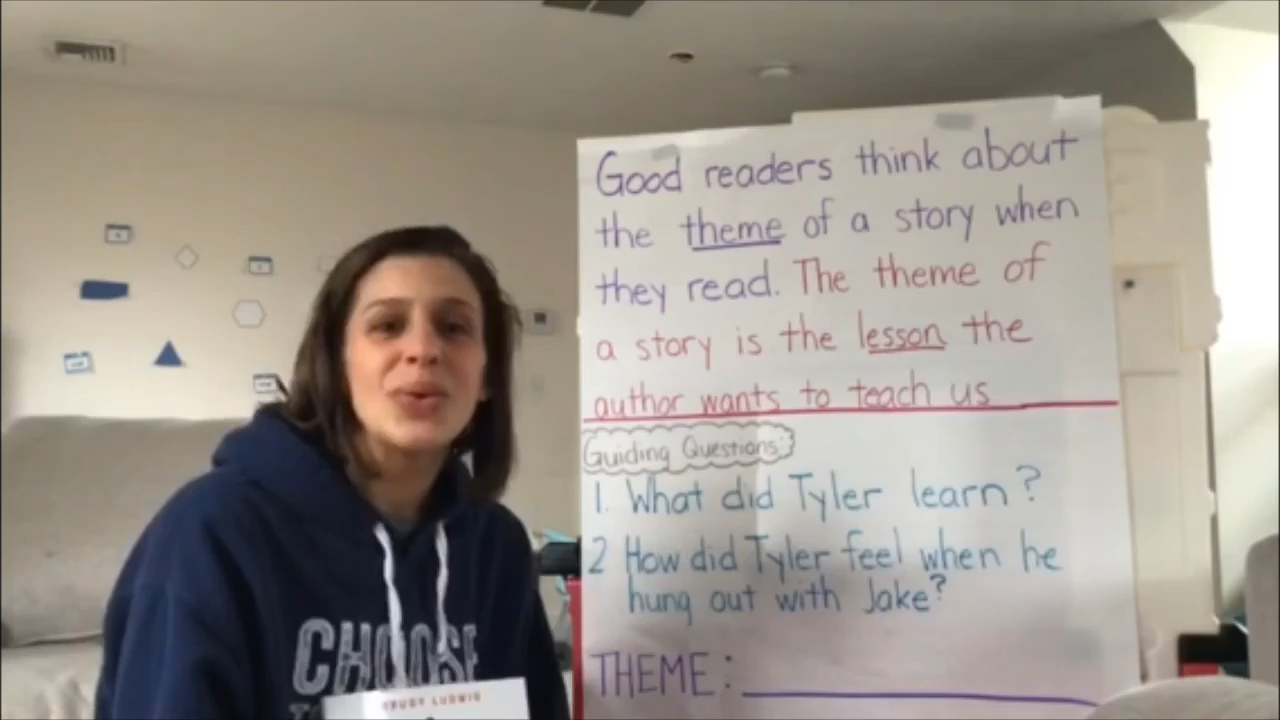 Good readers think about
the theme of a story when
they read. The theme of
a story is the lesson the
author wants to teach us
Guiding Questions:
1. What did Tyler learn?
2 How did Tyler feel when he
hung out with Jake?
THEME:
CHOOSE
TRUDY LUDWIG